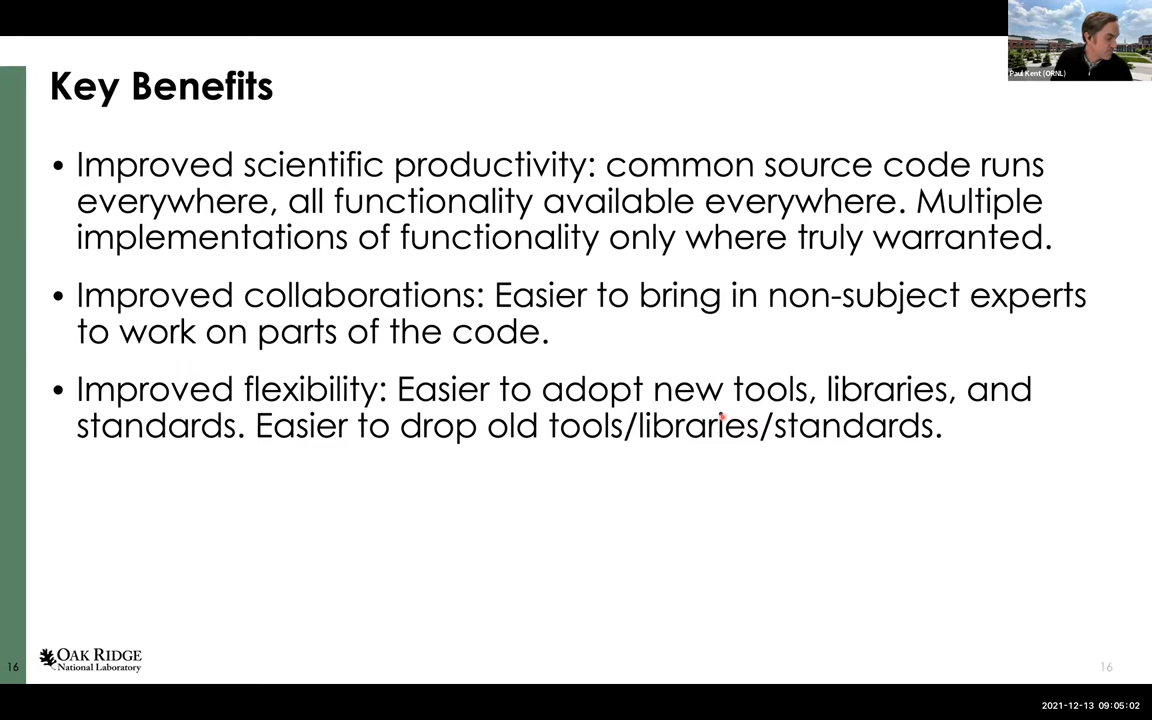 Paul Kent (ORNL)
Key Benefits
• Improved scientific productivity: common source code runs
everywhere, all functionality available everywhere. Multiple
implementations of functionality only where truly warranted.
• Improved collaborations: Easier to bring in non-subject experts
to work on parts of the code.
• Improved flexibility: Easier to adopt new tools, libraries, and
standards. Easier to drop old tools/libraries/standards.
16
OAK RIDGE
National Laboratory
16
2021-12-13 09:05:02